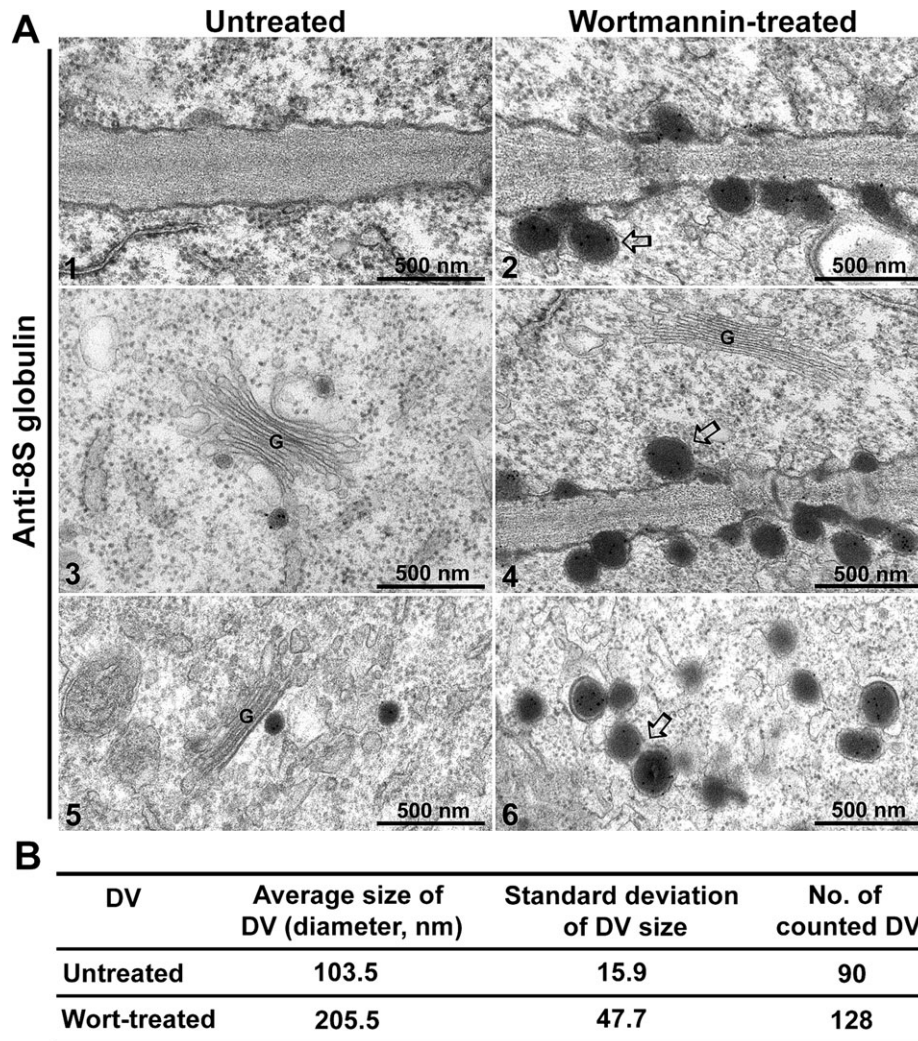 A
Untreated
Wortmannin-treated
Anti-8S globulin
1
500 nm
2
500 nm
G
3
500 nm
G
4
500 nm
G
5
500 nm
6
500 nm
B
DV Average size of DV (diameter, nm) Standard deviation of DV size No. of counted DV
Untreated 103.5 15.9 90
Wort-treated 205.5 47.7 128